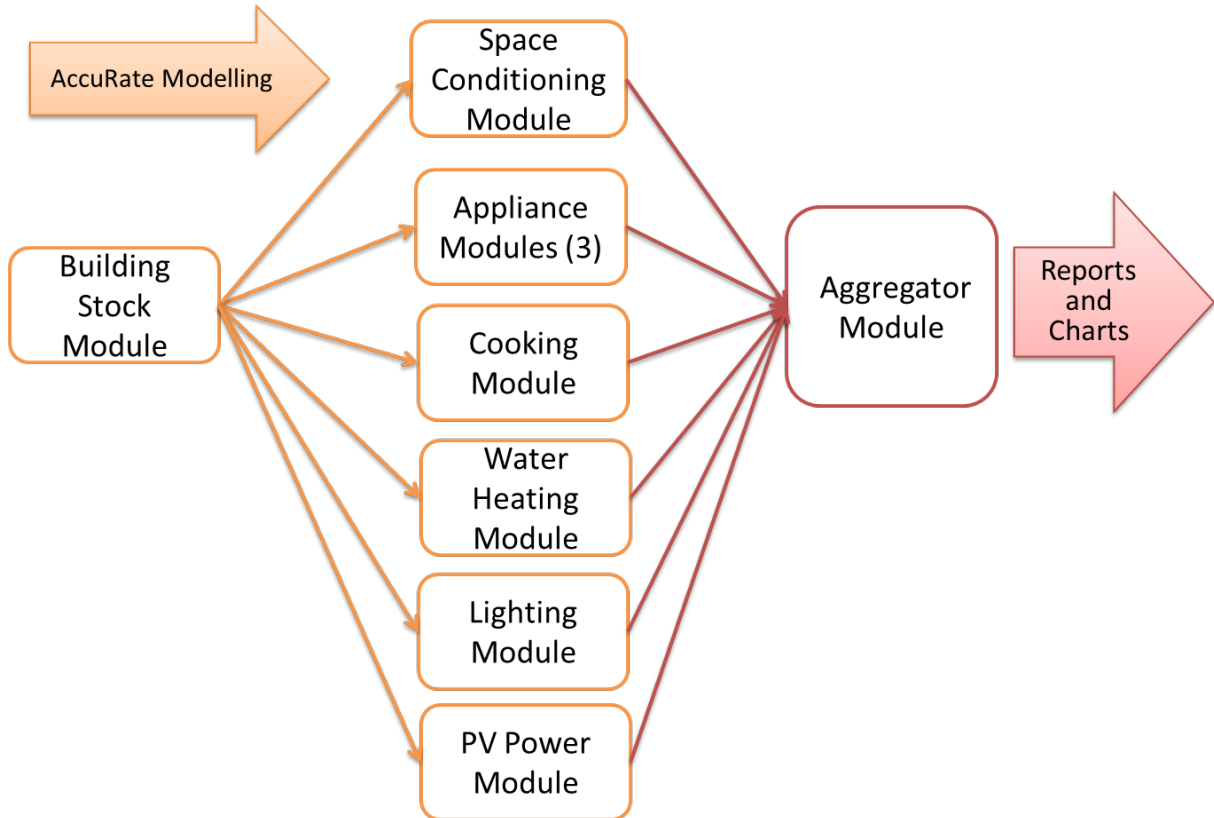 AccuRate Modelling
Space
Conditioning
Module
Appliance
Modules (3)
Building
Stock
Module
Cooking
Module
Aggregator
Module
Reports
and
Charts
Water
Heating
Module
Lighting
Module
PV Power
Module